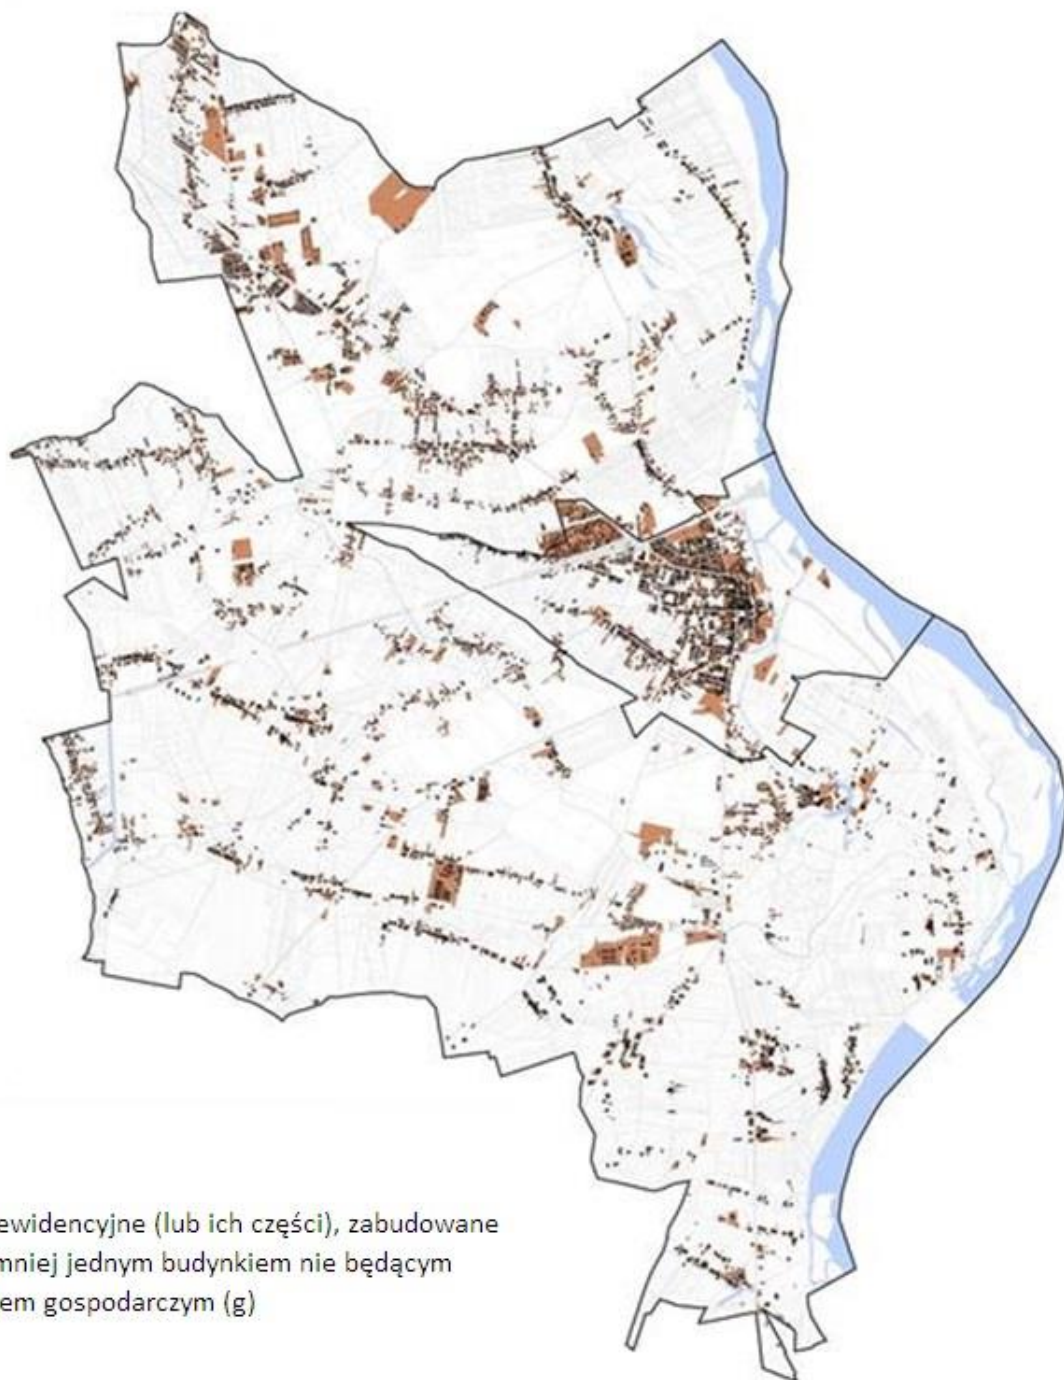 ewidencyjne (lub ich części), zabudowane
mniej jednym budynkiem nie będącym
em gospodarczym (g)